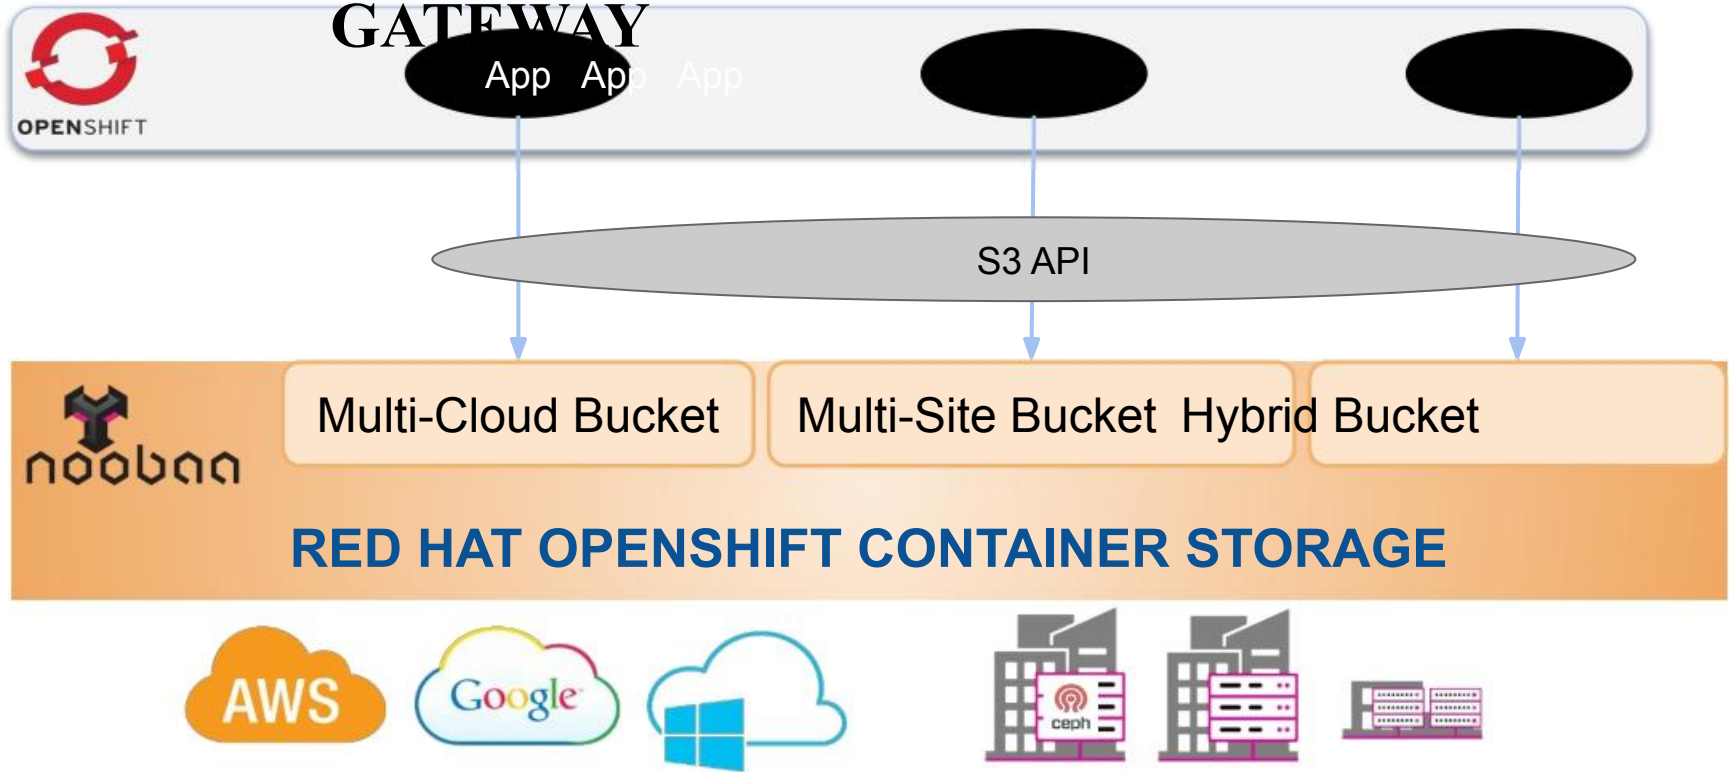 GATEWAY
App App App
OPENSHIFT
S3 API
Multi-Cloud Bucket Multi-Site Bucket Hybrid Bucket
noobaa
RED HAT OPENSHIFT CONTAINER STORAGE
AWS Google ceph